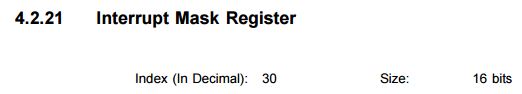 4.2.21 Interrupt Mask Register
Index (In Decimal): 30 Size: 16 bits